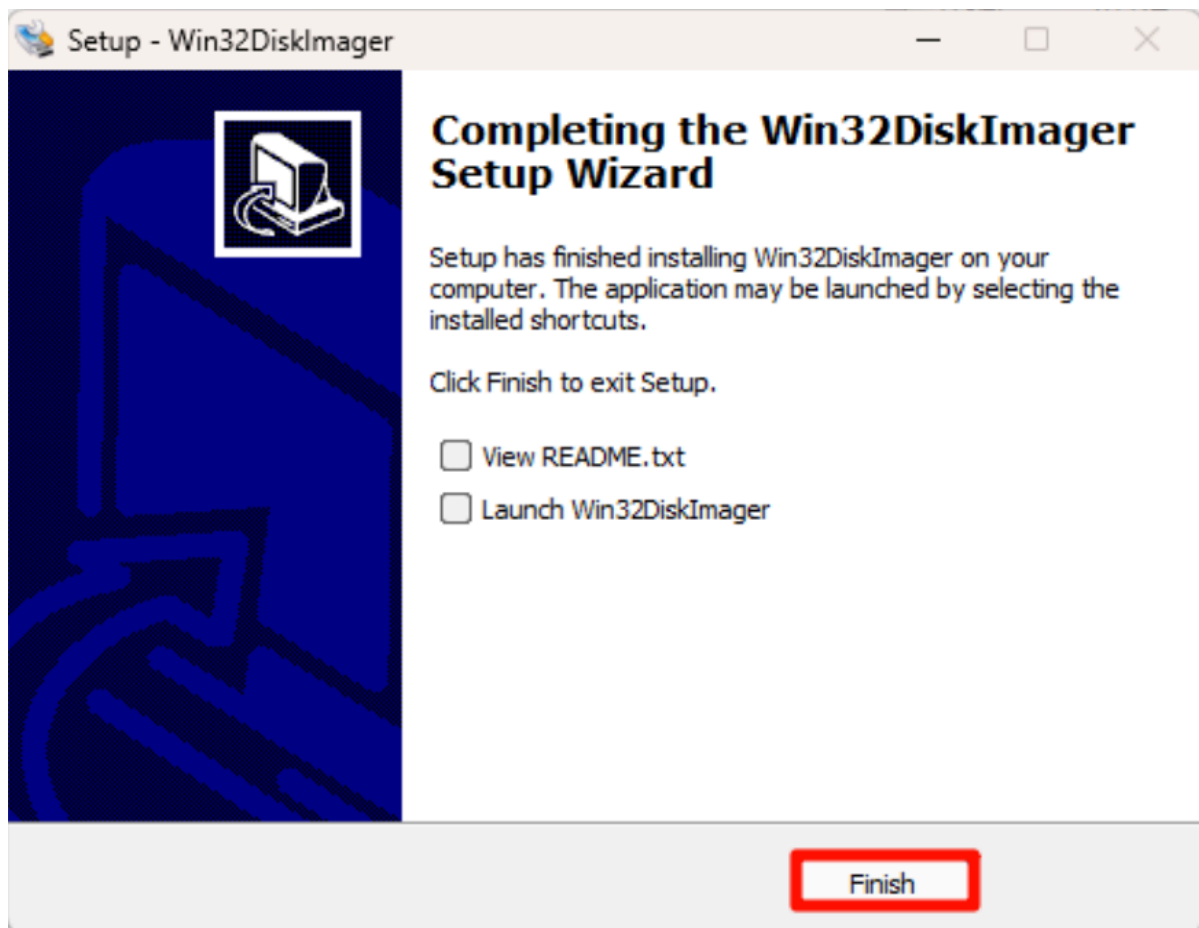 Setup - Win32DiskImager
Completing the Win32DiskImager
Setup Wizard
Setup has finished installing Win32DiskImager on your
computer. The application may be launched by selecting the
installed shortcuts.
Click Finish to exit Setup.
View README.txt
Launch Win32DiskImager
Finish